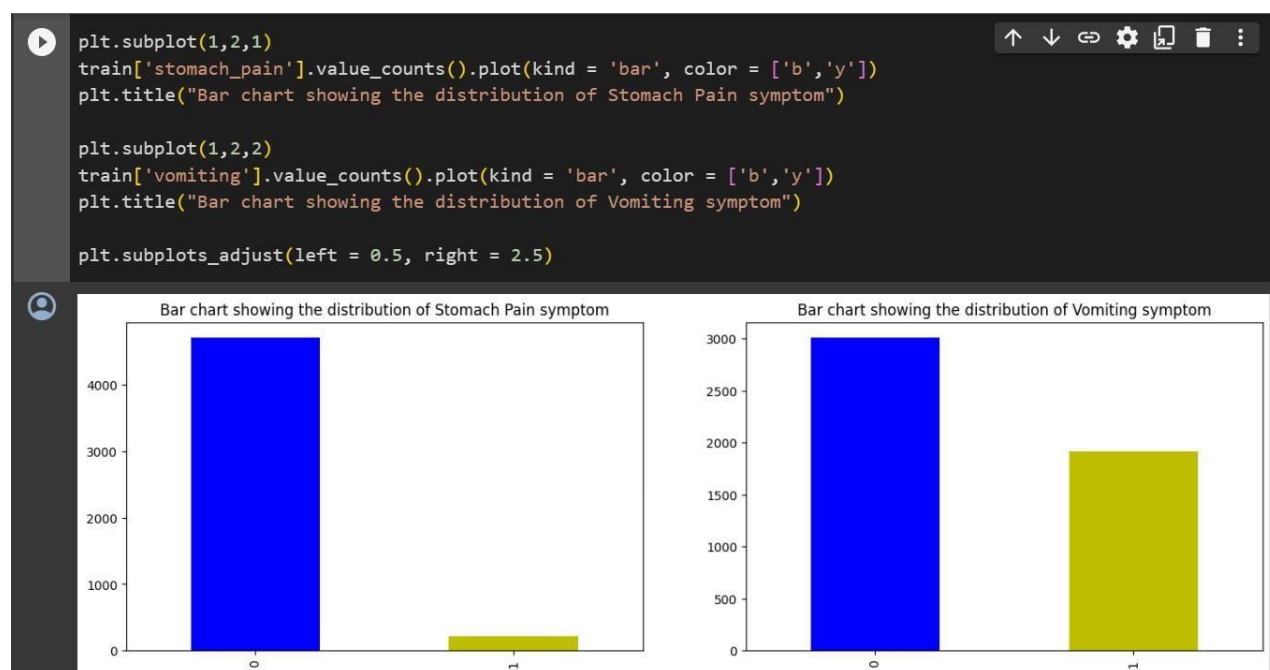 plt.subplot(1,2,1)
train['stomach_pain'].value_counts().plot(kind = 'bar', color = ['b','y'])
plt.title("Bar chart showing the distribution of Stomach Pain symptom")
plt.subplot(1,2,2)
train['vomiting'].value_counts().plot(kind = 'bar', color = ['b','y'])
plt.title("Bar chart showing the distribution of Vomiting symptom")
plt.subplots_adjust(left = 0.5, right = 2.5)
Bar chart showing the distribution of Stomach Pain symptom
4000
3000
2000
1000
0
0
1
Bar chart showing the distribution of Vomiting symptom
3000
2500
2000
1500
1000
500
0
0
1